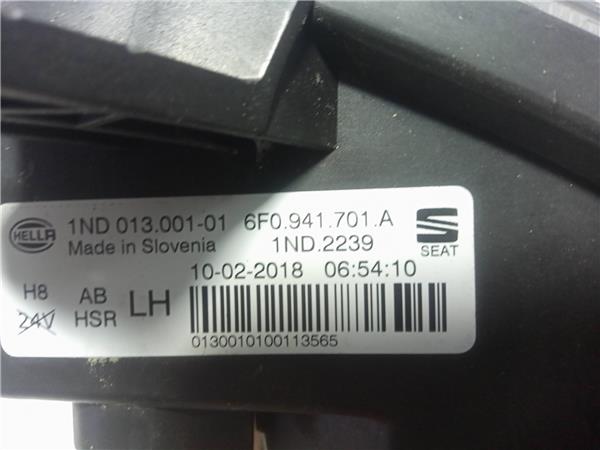 HELLA 1ND 013.001-01 6F0.941.701.A
Made in Slovenia 1ND.2239 SEAT
10-02-2018 06:54:10
H8 AB LH
24V HSR
0130010100113565